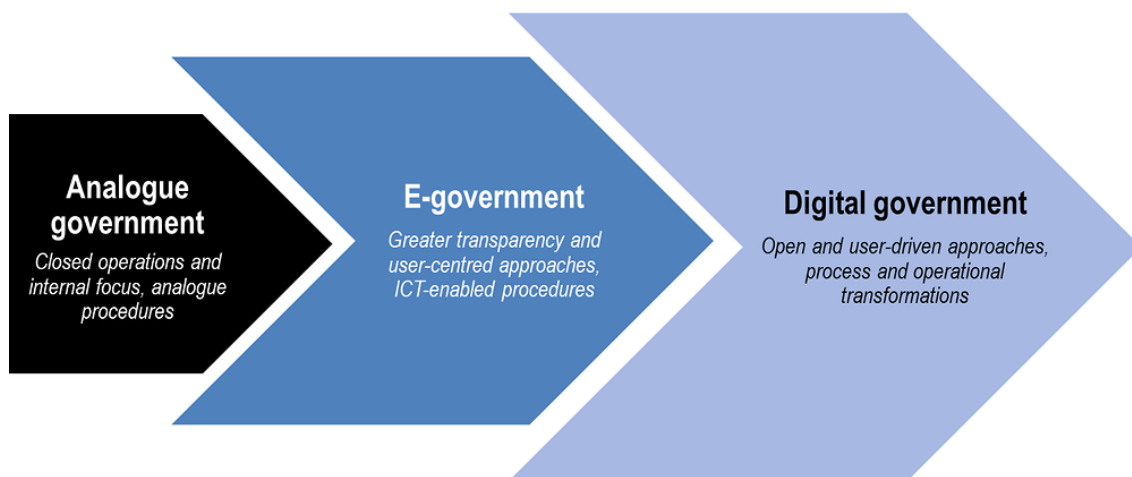 Analogue
government
Closed operations and
internal focus, analogue
procedures
E-government
Greater transparency and
user-centred approaches,
ICT-enabled procedures
Digital government
Open and user-driven approaches,
process and operational
transformations